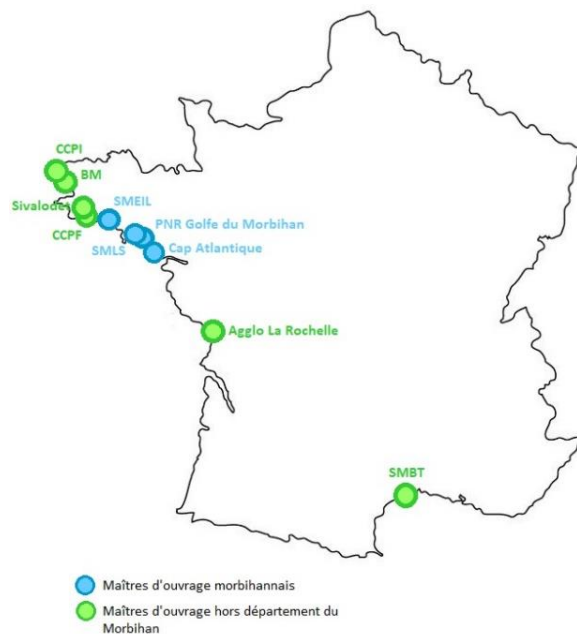 CCPI
BM
SMEIL
Sivalodet
PNR Golfe du Morbihan
CCPF
SMLS
Cap Atlantique
Agglo La Rochelle
SMBT
Maîtres d'ouvrage morbihannais
Maîtres d'ouvrage hors département du
Morbihan